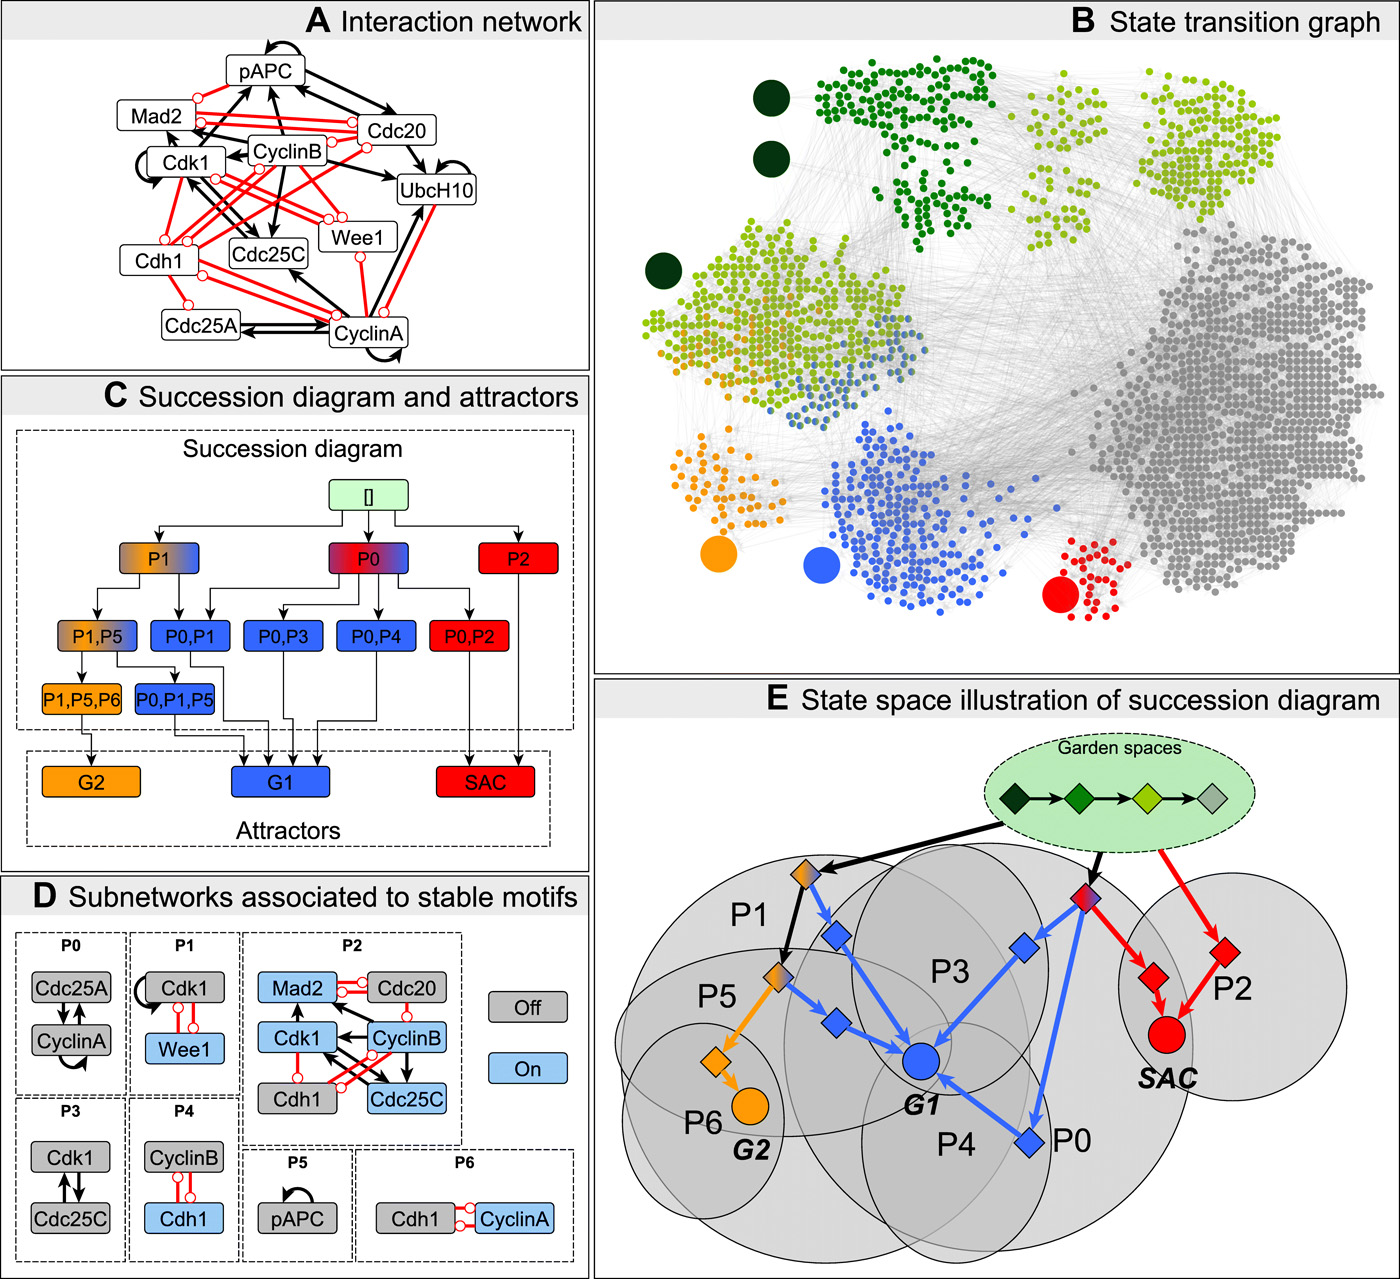 A Interaction network
pAPC
Mad2
Cdc20
CyclinB
Cdk1
UbcH10
Wee1
Cdc25C
Cdh1
Cdc25A
CyclinA
B State transition graph
C Succession diagram and attractors
Succession diagram
[]
P1
P0
P2
P1,P5
P0,P1
P0,P3
P0,P4
P0,P2
P1,P5,P6
P0,P1,P5
G2
G1
SAC
Attractors
D Subnetworks associated to stable motifs
P0
Cdc25A
CyclinA
P1
Cdk1
Wee1
P2
Mad2
Cdc20
Cdk1
CyclinB
Cdh1
Cdc25C
Off
On
P3
Cdk1
Cdc25C
P4
CyclinB
Cdh1
P5
pAPC
P6
Cdh1
CyclinA
E State space illustration of succession diagram
Garden spaces
P1
P3
P5
P2
SAC
G1
P6
G2
P4
P0